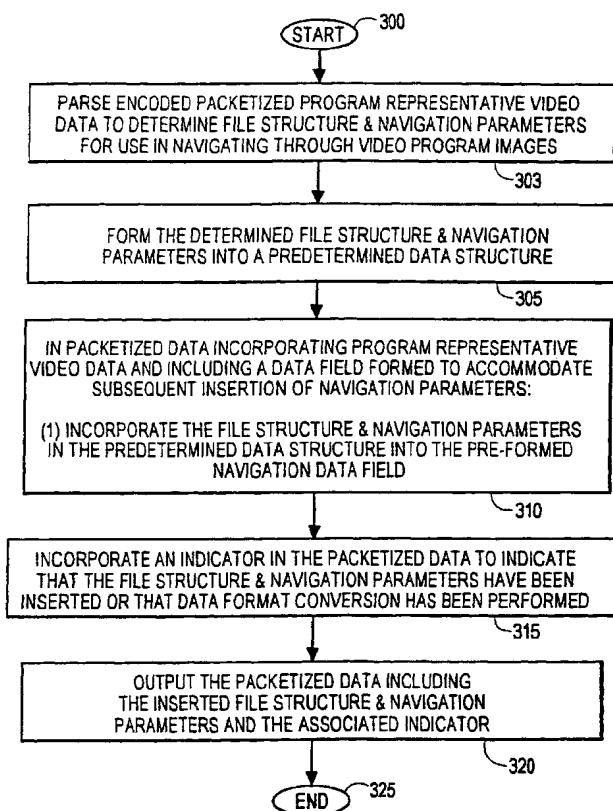 START
300
PARSE ENCODED PACKETIZED PROGRAM REPRESENTATIVE VIDEO
DATA TO DETERMINE FILE STRUCTURE & NAVIGATION PARAMETERS
FOR USE IN NAVIGATING THROUGH VIDEO PROGRAM IMAGES
303
FORM THE DETERMINED FILE STRUCTURE & NAVIGATION
PARAMETERS INTO A PREDETERMINED DATA STRUCTURE
305
IN PACKETIZED DATA INCORPORATING PROGRAM REPRESENTATIVE
VIDEO DATA AND INCLUDING A DATA FIELD FORMED TO ACCOMMODATE
SUBSEQUENT INSERTION OF NAVIGATION PARAMETERS:
(1) INCORPORATE THE FILE STRUCTURE & NAVIGATION PARAMETERS
IN THE PREDETERMINED DATA STRUCTURE INTO THE PRE-FORMED
NAVIGATION DATA FIELD
310
INCORPORATE AN INDICATOR IN THE PACKETIZED DATA TO INDICATE
THAT THE FILE STRUCTURE & NAVIGATION PARAMETERS HAVE BEEN
INSERTED OR THAT DATA FORMAT CONVERSION HAS BEEN PERFORMED
315
OUTPUT THE PACKETIZED DATA INCLUDING
THE INSERTED FILE STRUCTURE & NAVIGATION
PARAMETERS AND THE ASSOCIATED INDICATOR
320
END
325